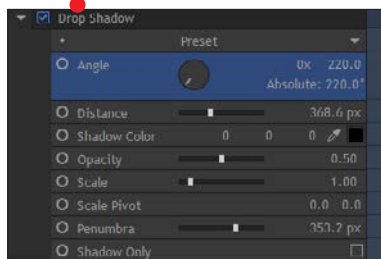 Drop Shadow
Preset
Angle 0x 220.0
Absolute: 220.0°
Distance 368.6 px
Shadow Color 0 0 0
Opacity 0.50
Scale 1.00
Scale Pivot 0.0 0.0
Penumbra 353.2 px
Shadow Only